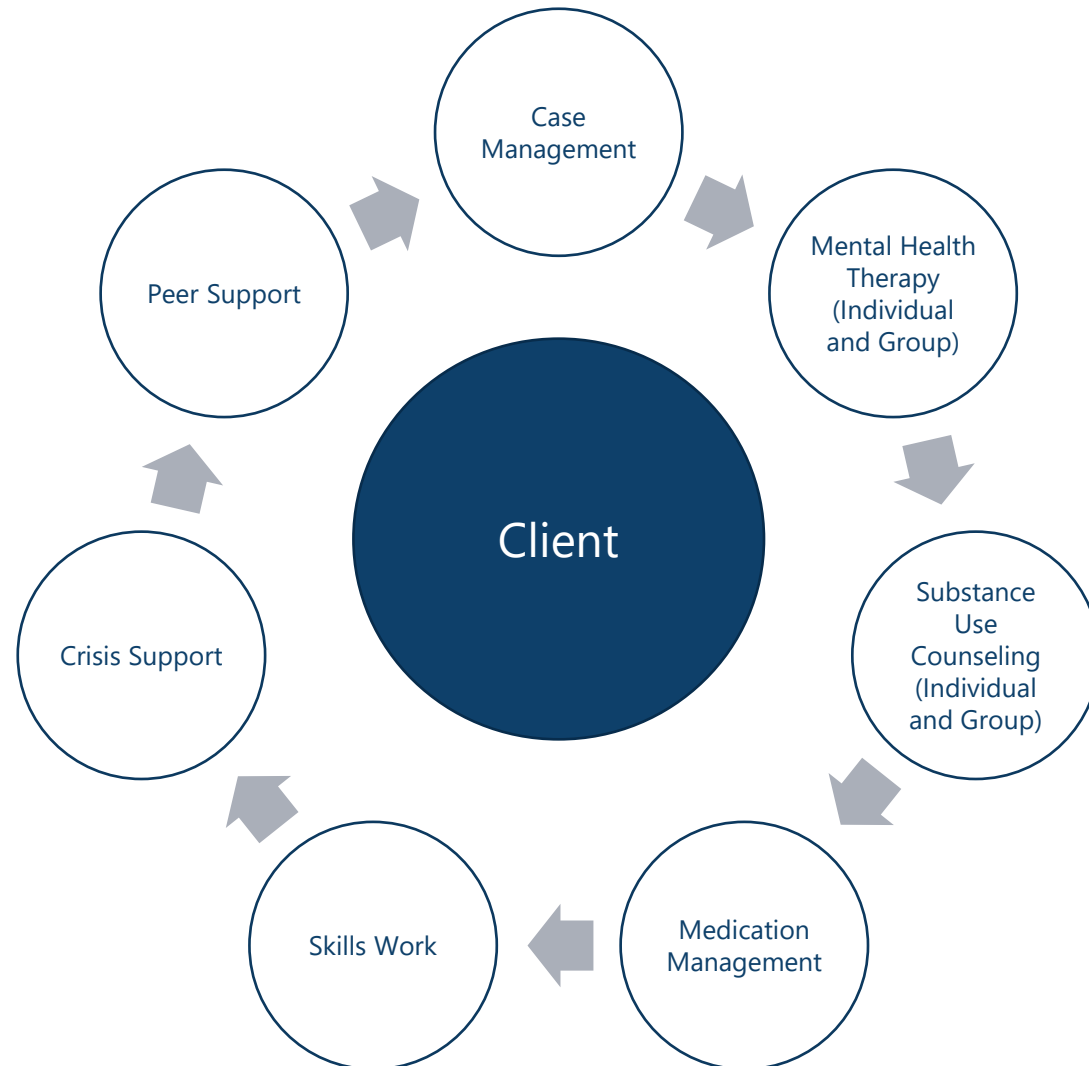 Case
Management
Mental Health
Therapy
(Individual
and Group)
Substance
Use
Counseling
(Individual
and Group)
Medication
Management
Skills Work
Crisis Support
Peer Support
Client